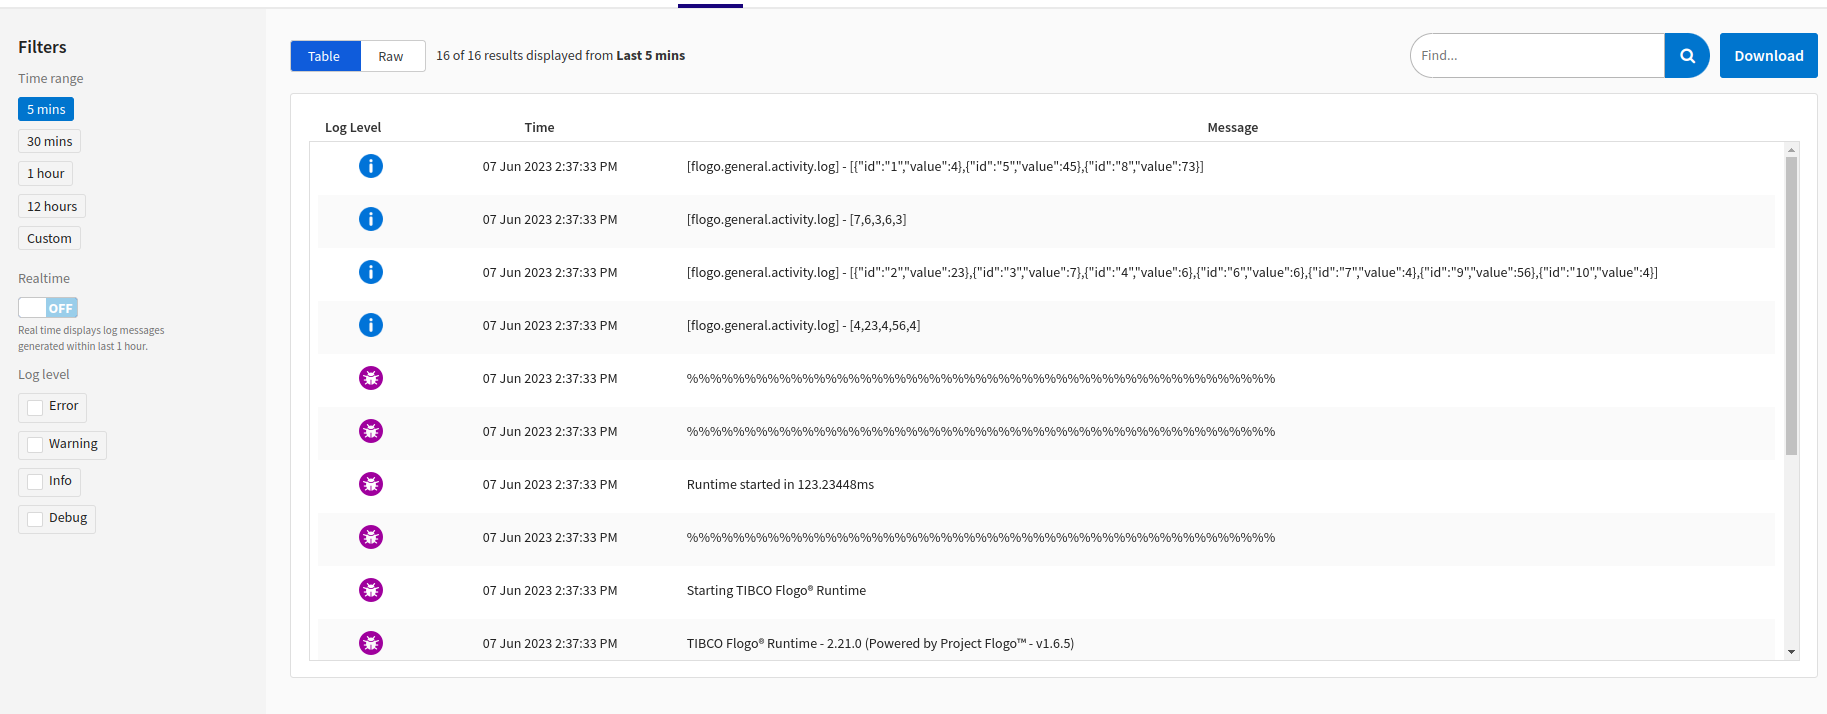 Filters
Time range
5 mins
30 mins
1 hour
12 hours
Custom
Realtime
OFF
Real time displays log messages
generated within last 1 hour.
Log level
Error
Warning
Info
Debug
Table Raw 16 of 16 results displayed from Last 5 mins
Find...
Download
Log Level Time Message
07 Jun 2023 2:37:33 PM [flogo.general.activity.log] - [{"id":"1","value":4},{"id":"5","value":45},{"id":"8","value":73}]
07 Jun 2023 2:37:33 PM [flogo.general.activity.log] - [7,6,3,6,3]
07 Jun 2023 2:37:33 PM [flogo.general.activity.log] - [{"id":"2","value":23},{"id":"3","value":7},{"id":"4","value":6},{"id":"6","value":6},{"id":"7","value":4},{"id":"9","value":56},{"id":"10","value":4}]
07 Jun 2023 2:37:33 PM [flogo.general.activity.log] - [4,23,4,56,4]
07 Jun 2023 2:37:33 PM %%%%%%%%%%%%%%%%%%%%%%%%%%%%%%%%%%%%%%%%%%%%%%%%%%%
07 Jun 2023 2:37:33 PM %%%%%%%%%%%%%%%%%%%%%%%%%%%%%%%%%%%%%%%%%%%%%%%%%%%
07 Jun 2023 2:37:33 PM Runtime started in 123.23448ms
07 Jun 2023 2:37:33 PM %%%%%%%%%%%%%%%%%%%%%%%%%%%%%%%%%%%%%%%%%%%%%%%%%%%
07 Jun 2023 2:37:33 PM Starting TIBCO Flogo® Runtime
07 Jun 2023 2:37:33 PM TIBCO Flogo® Runtime - 2.21.0 (Powered by Project Flogo™ - v1.6.5)